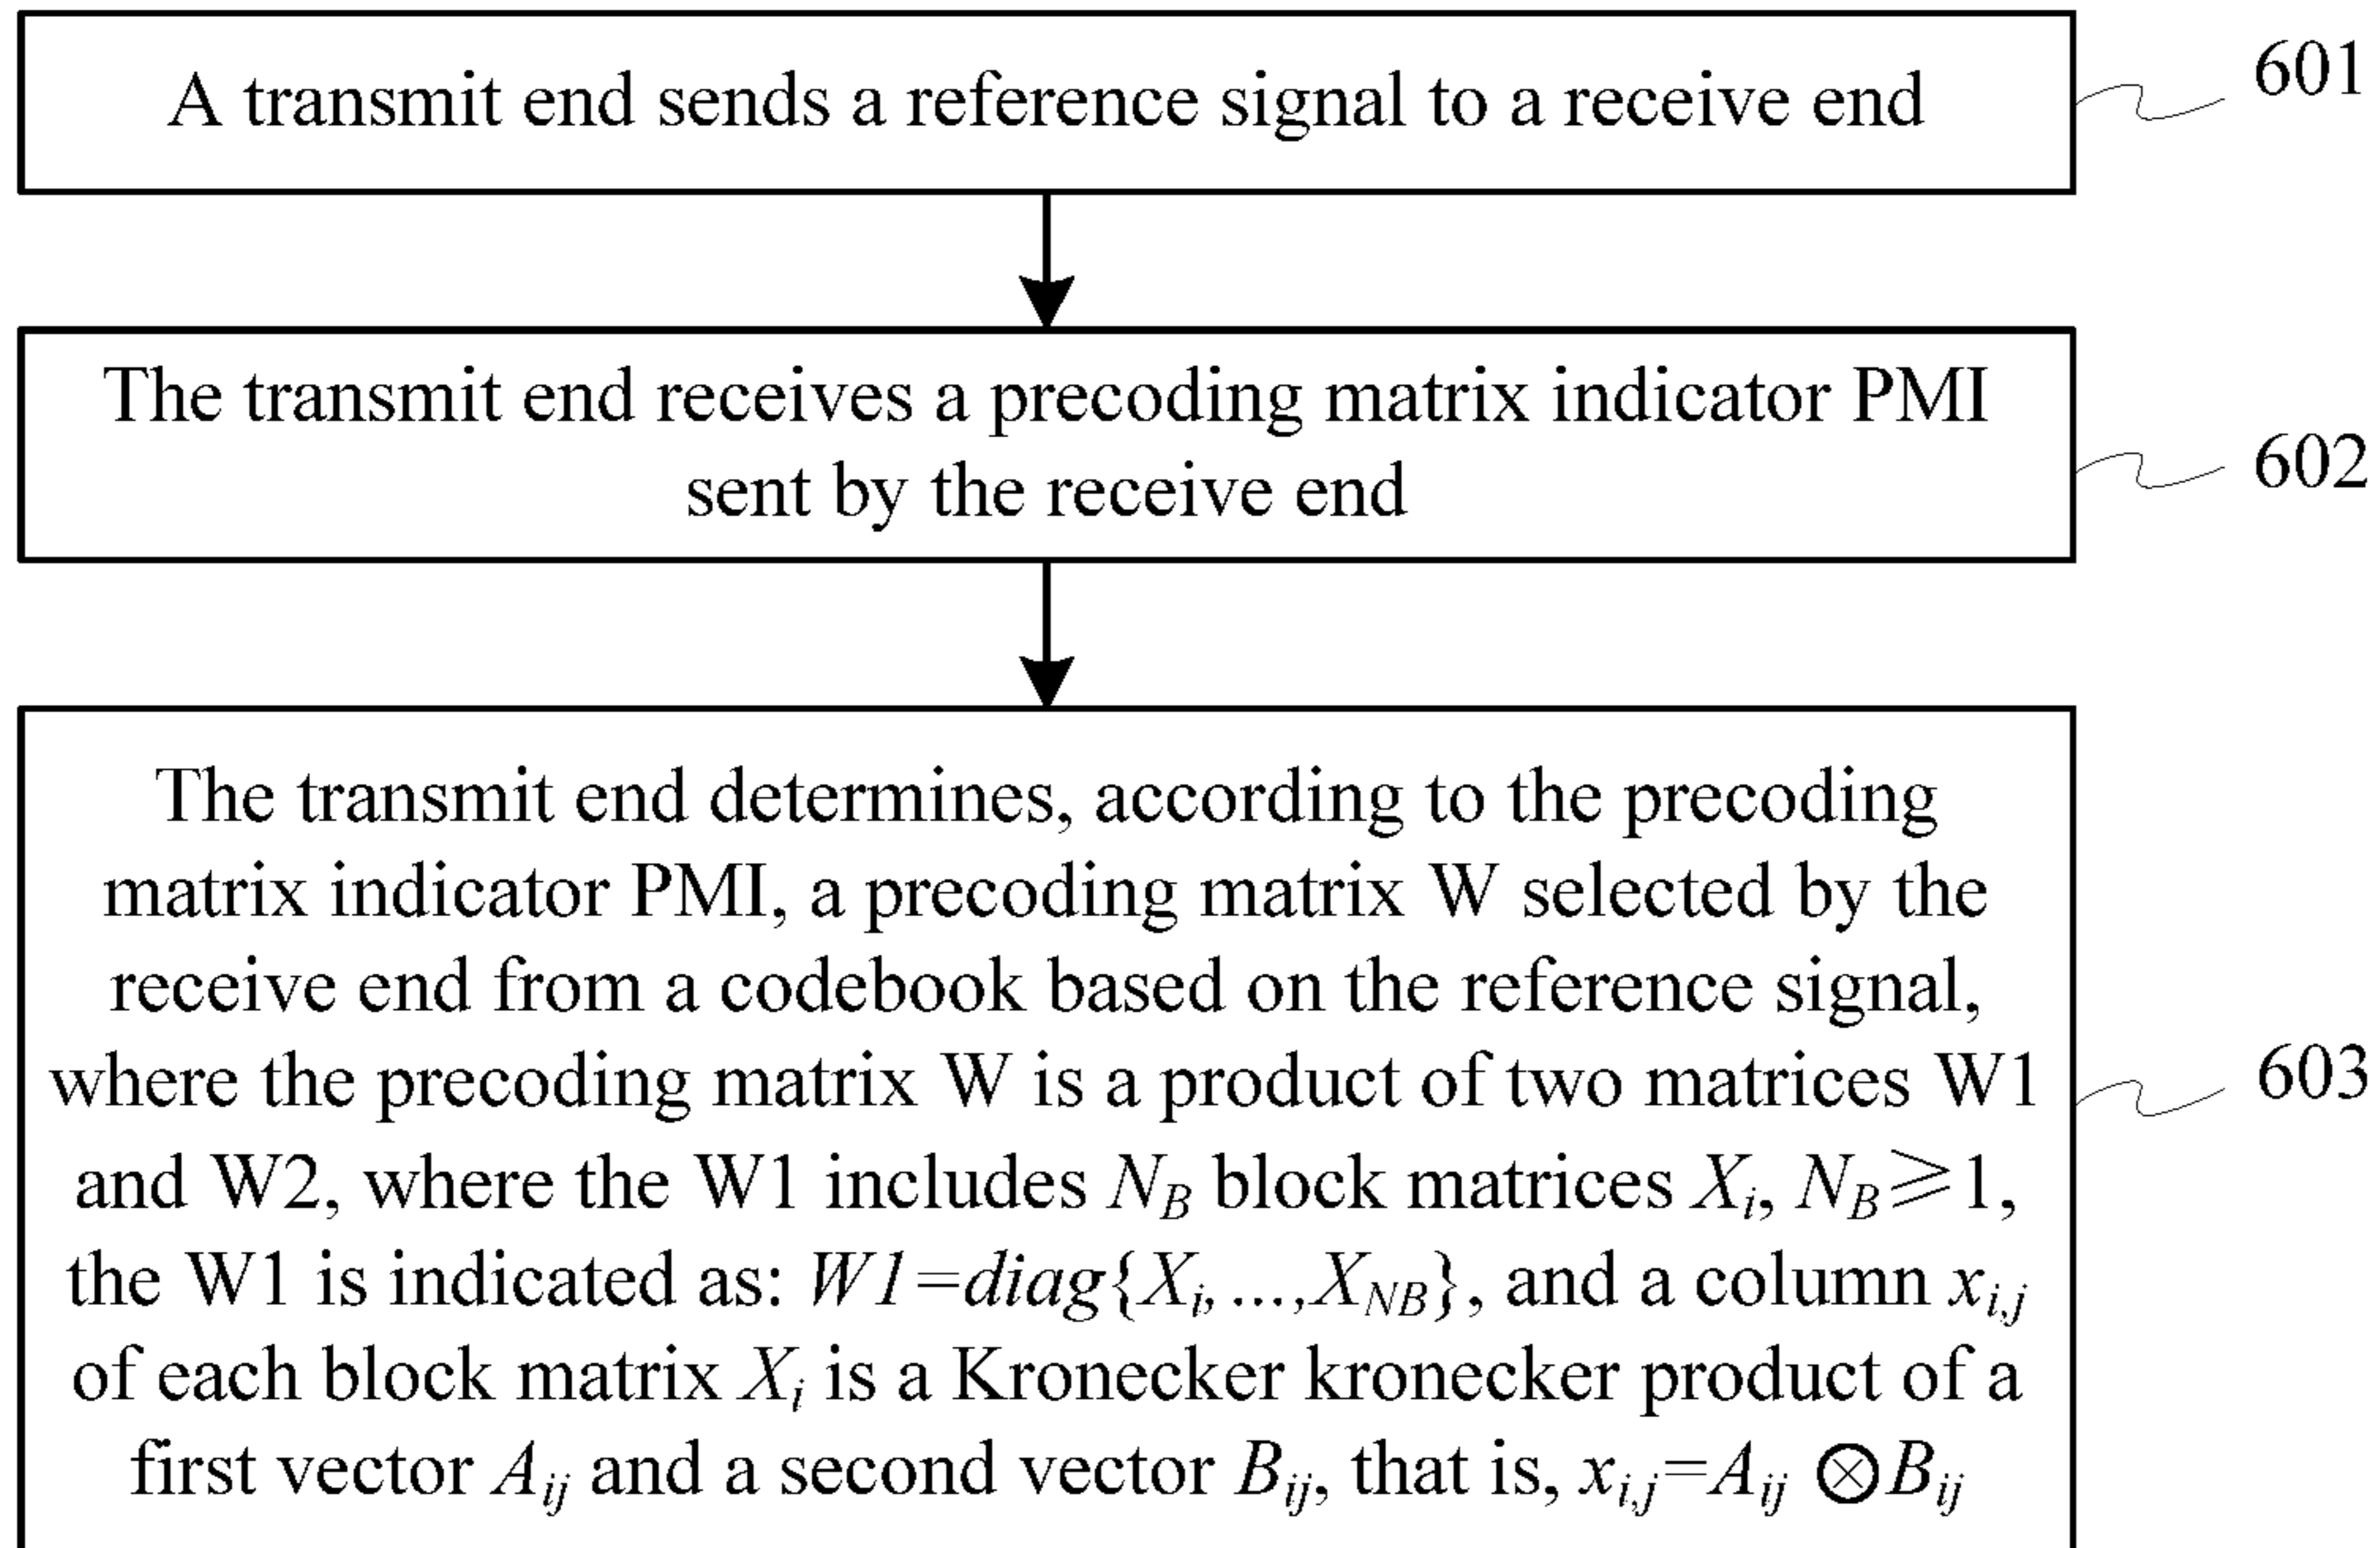 A transmit end sends a reference signal to a receive end
601
The transmit end receives a precoding matrix indicator PMI
sent by the receive end
602
The transmit end determines, according to the precoding
matrix indicator PMI, a precoding matrix W selected by the
receive end from a codebook based on the reference signal,
where the precoding matrix W is a product of two matrices W1
and W2, where the W1 includes N_B block matrices X_i, N_B⩾1,
the W1 is indicated as: W1=diag{X_i, ...,X_NB}, and a column x_i,j
of each block matrix X_i is a Kronecker kronecker product of a
first vector A_ij and a second vector B_ij, that is, x_i,j=A_ij ⊗B_ij
603